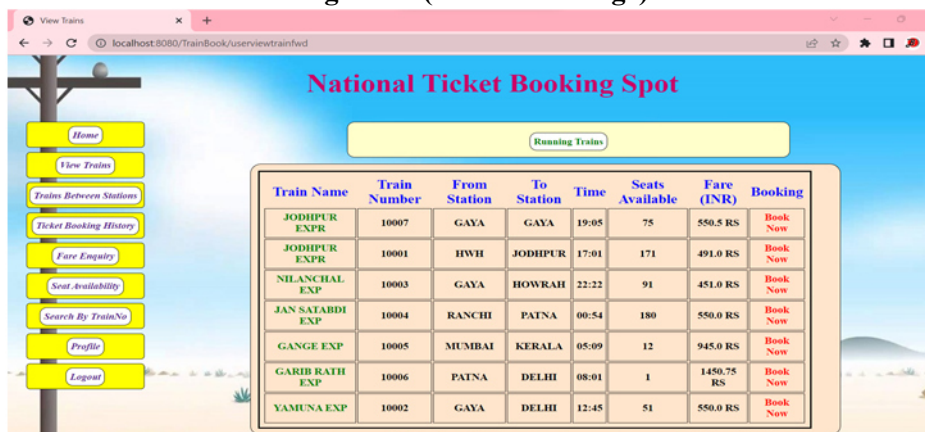 View Trains
localhost:8080/TrainBook/userviewtrainfwd
National Ticket Booking Spot
Home
View Trains
Trains Between Stations
Ticket Booking History
Fare Enquiry
Seat Availability
Search By TrainNo
Profile
Logout
Running Trains
Train Name Train Number From Station To Station Time Seats Available Fare (INR) Booking
JODHPUR EXPR 10007 GAYA GAYA 19:05 75 550.5 RS Book Now
JODHPUR EXPR 10001 HWH JODHPUR 17:01 171 491.0 RS Book Now
NILANCHAL EXP 10003 GAYA HOWRAH 22:22 91 451.0 RS Book Now
JAN SATABDI EXP 10004 RANCHI PATNA 00:54 180 550.0 RS Book Now
GANGE EXP 10005 MUMBAI KERALA 05:09 12 945.0 RS Book Now
GARIB RATH EXP 10006 PATNA DELHI 08:01 1 1450.75 RS Book Now
YAMUNA EXP 10002 GAYA DELHI 12:45 51 550.0 RS Book Now